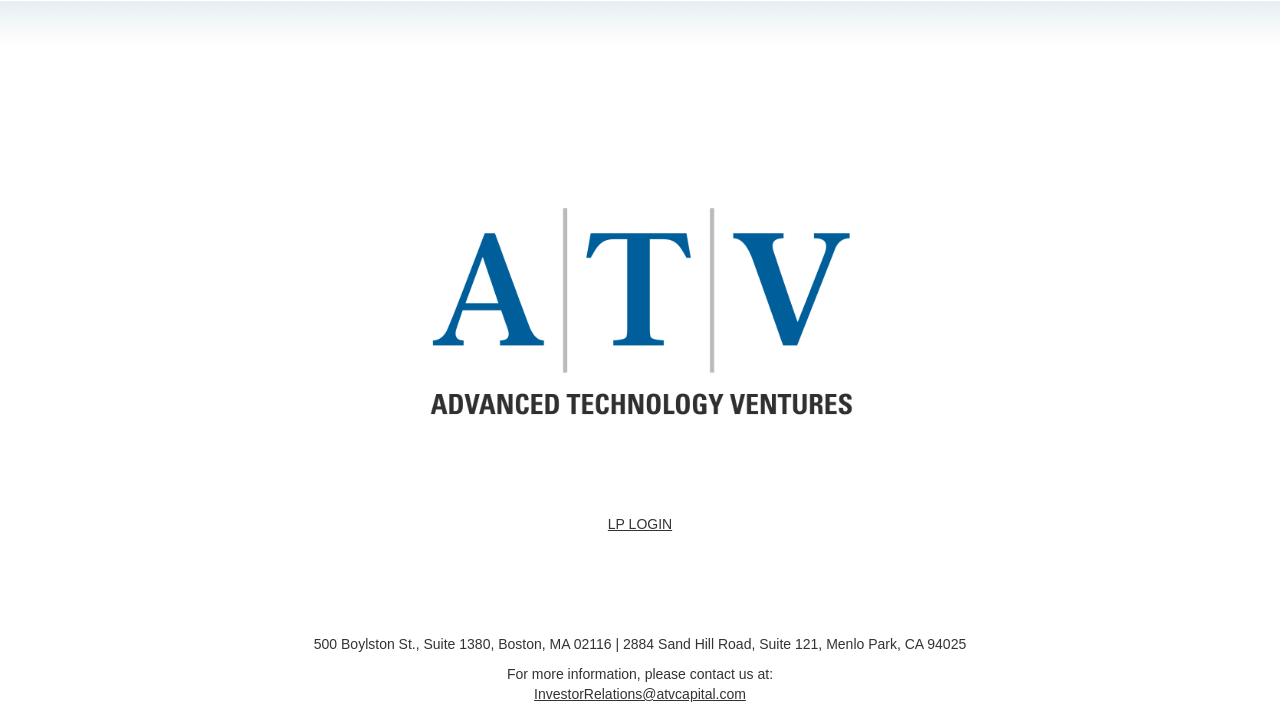 A T V
ADVANCED TECHNOLOGY VENTURES
LP LOGIN
500 Boylston St., Suite 1380, Boston, MA 02116 | 2884 Sand Hill Road, Suite 121, Menlo Park, CA 94025
For more information, please contact us at:
InvestorRelations@atvcapital.com